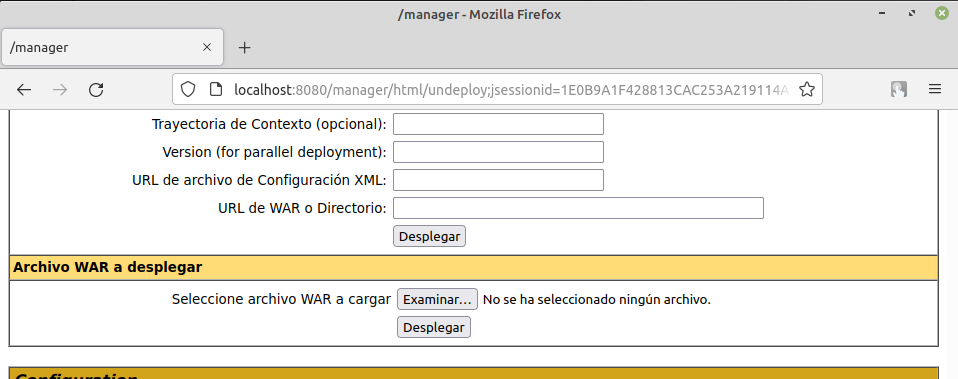 /manager - Mozilla Firefox
/manager
localhost:8080/manager/html/undeploy;jsessionid=1E0B9A1F428813CAC253A219114A
Trayectoria de Contexto (opcional):
Version (for parallel deployment):
URL de archivo de Configuración XML:
URL de WAR o Directorio:
Desplegar
Archivo WAR a desplegar
Seleccione archivo WAR a cargar Examinar... No se ha seleccionado ningún archivo.
Desplegar
Configuration